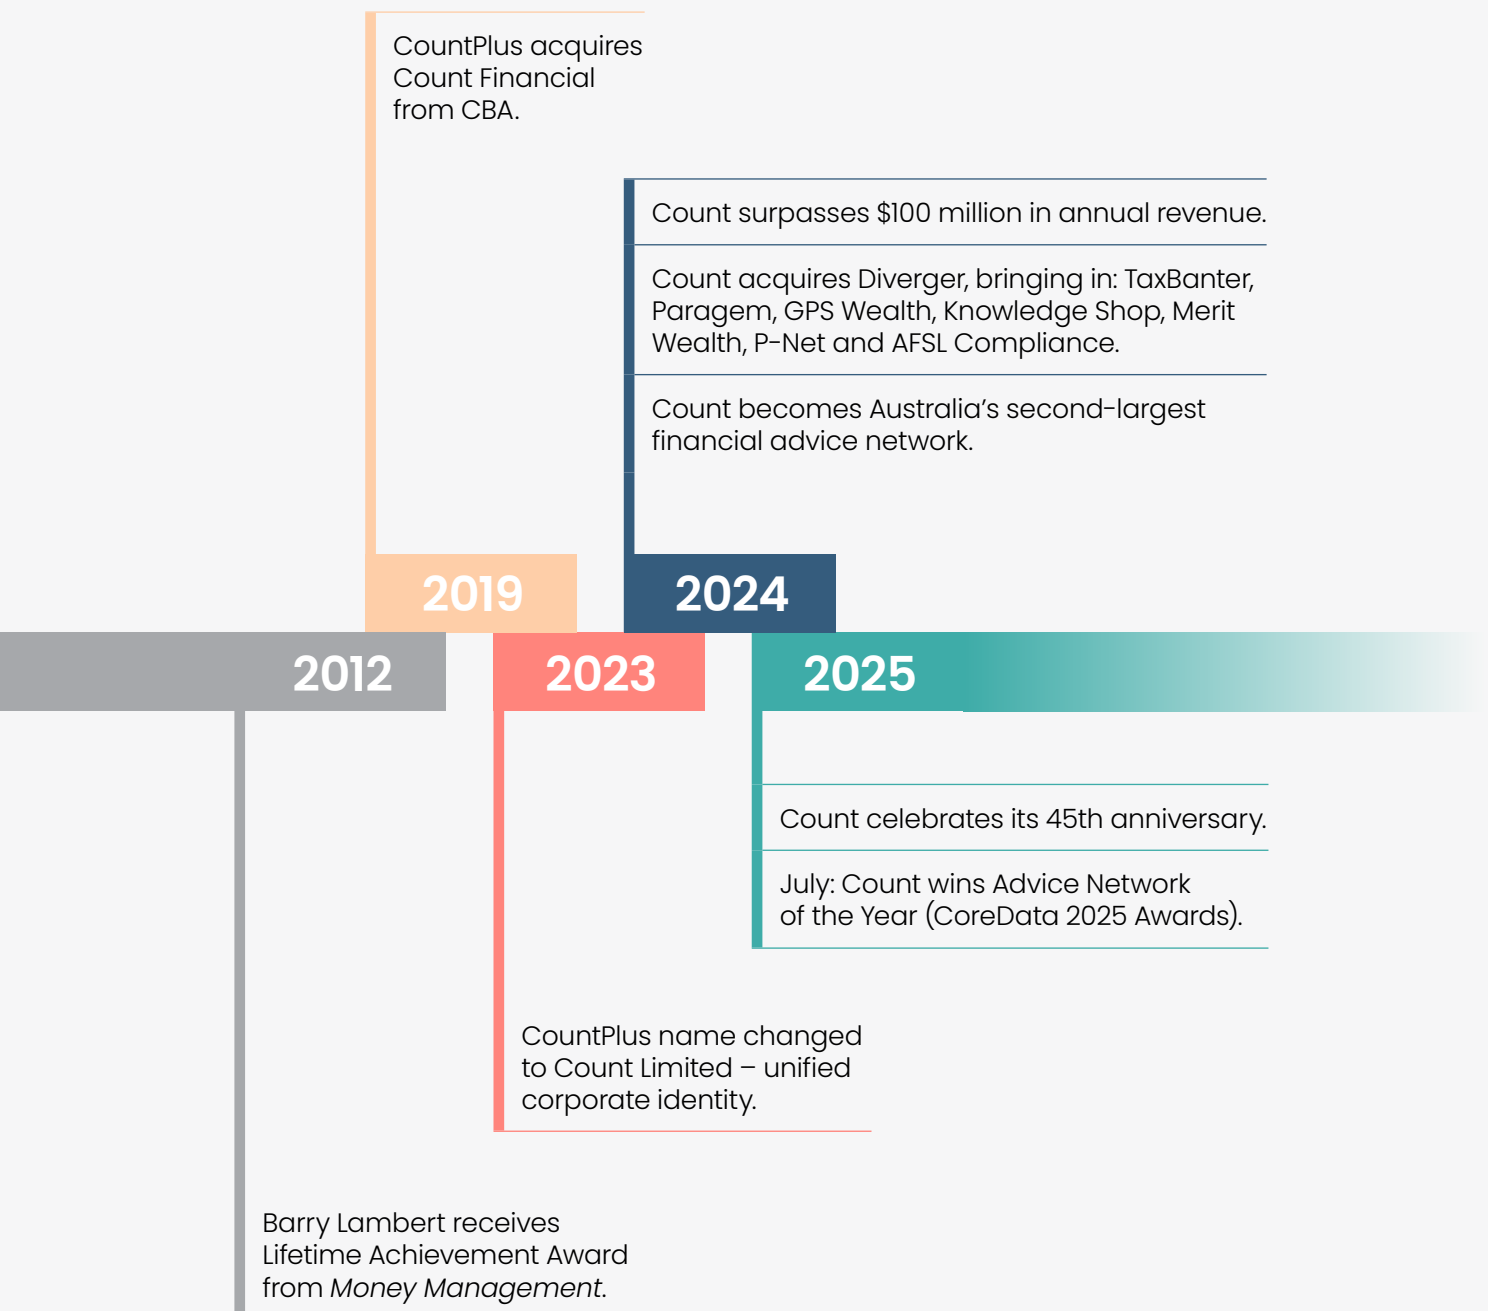 CountPlus acquires
Count Financial
from CBA.
Count surpasses $100 million in annual revenue.
Count acquires Diverger, bringing in: TaxBanter,
Paragem, GPS Wealth, Knowledge Shop, Merit
Wealth, P-Net and AFSL Compliance.
Count becomes Australia’s second-largest
financial advice network.
2019
2024
2012
2023
2025
Count celebrates its 45th anniversary.
July: Count wins Advice Network
of the Year (CoreData 2025 Awards).
CountPlus name changed
to Count Limited – unified
corporate identity.
Barry Lambert receives
Lifetime Achievement Award
from Money Management.